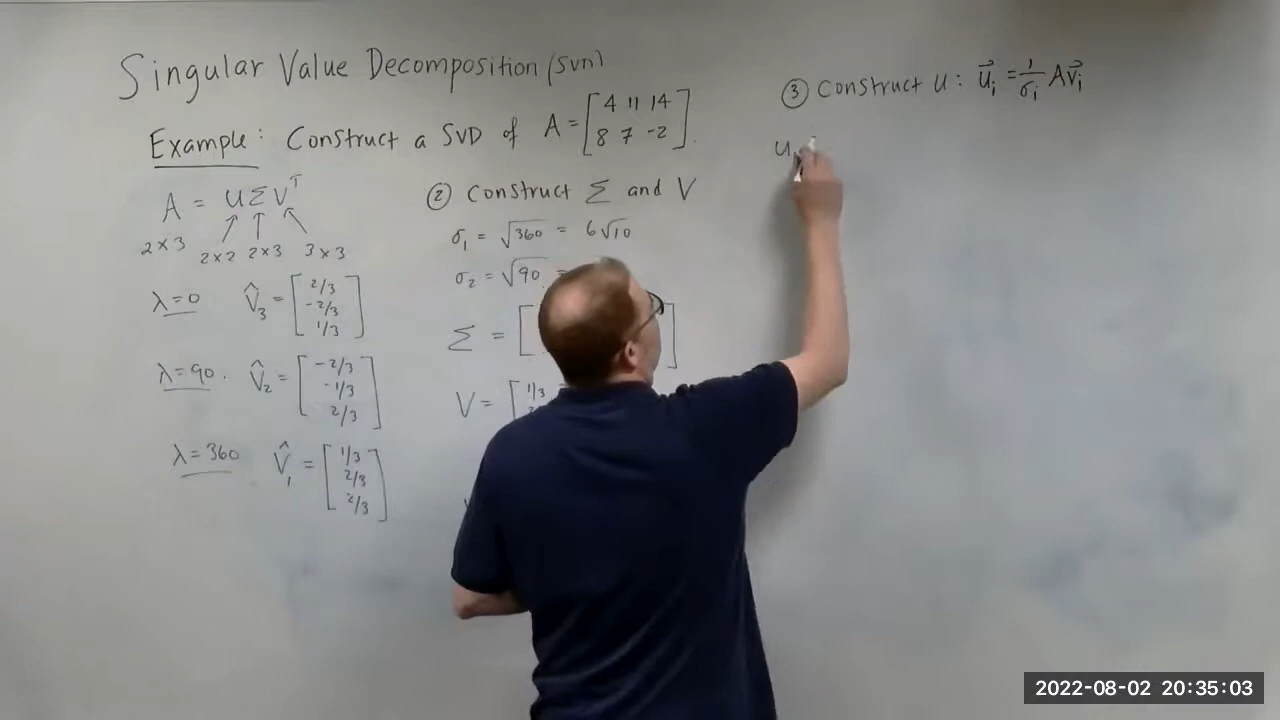 Singular Value Decomposition (SVD)
Example: Construct a SVD of A = [4 11 14
8 7 -2].
A = UΣVᵀ
2×3 2×2 2×3 3×3
λ=0 V̂₃ = [2/3
-2/3
1/3]
λ=90. V̂₂ = [-2/3
-1/3
2/3]
λ=360 V̂₁ = [1/3
2/3
2/3]
② Construct Σ and V
σ₁ = √360 = 6√10
σ₂ = √90 =
Σ = [ ]
V = [1/3
③ Construct U: u⃗ᵢ = 1/σᵢ Av⃗ᵢ
u
2022-08-02 20:35:03